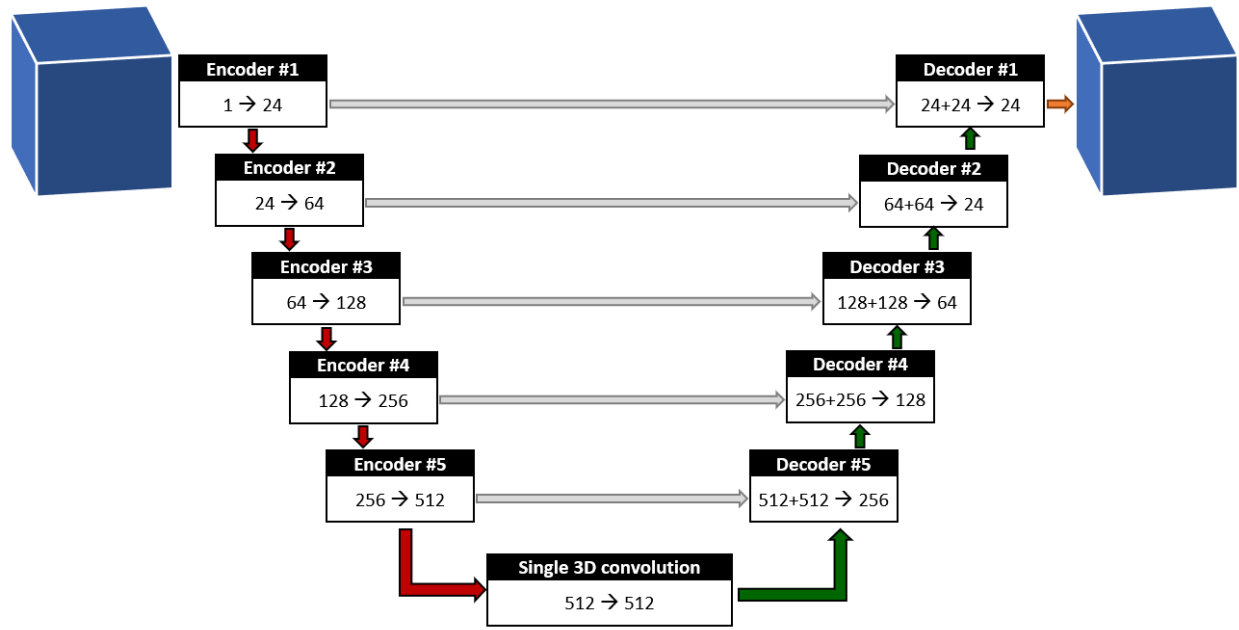 Encoder #1
1 → 24
Decoder #1
24+24 → 24
Encoder #2
24 → 64
Decoder #2
64+64 → 24
Encoder #3
64 → 128
Decoder #3
128+128 → 64
Encoder #4
128 → 256
Decoder #4
256+256 → 128
Encoder #5
256 → 512
Decoder #5
512+512 → 256
Single 3D convolution
512 → 512